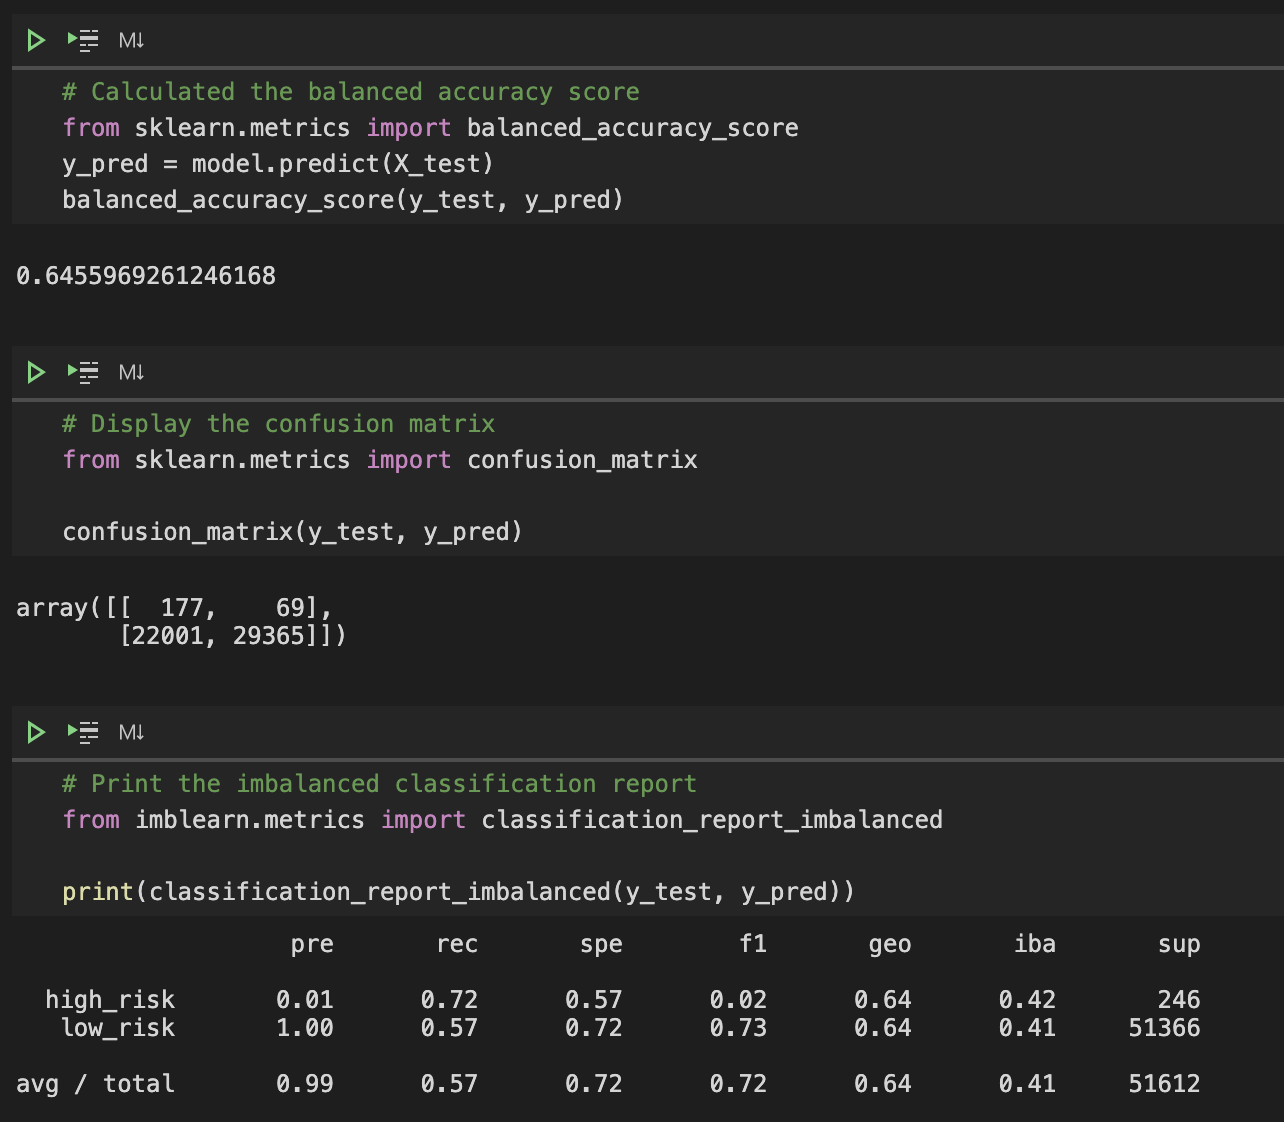 M↓
# Calculated the balanced accuracy score
from sklearn.metrics import balanced_accuracy_score
y_pred = model.predict(X_test)
balanced_accuracy_score(y_test, y_pred)
0.6455969261246168
M↓
# Display the confusion matrix
from sklearn.metrics import confusion_matrix
confusion_matrix(y_test, y_pred)
array([[  177,    69],
       [22001, 29365]])
M↓
# Print the imbalanced classification report
from imblearn.metrics import classification_report_imbalanced
print(classification_report_imbalanced(y_test, y_pred))
pre rec spe f1 geo iba sup
high_risk 0.01 0.72 0.57 0.02 0.64 0.42 246
low_risk 1.00 0.57 0.72 0.73 0.64 0.41 51366
avg / total 0.99 0.57 0.72 0.72 0.64 0.41 51612